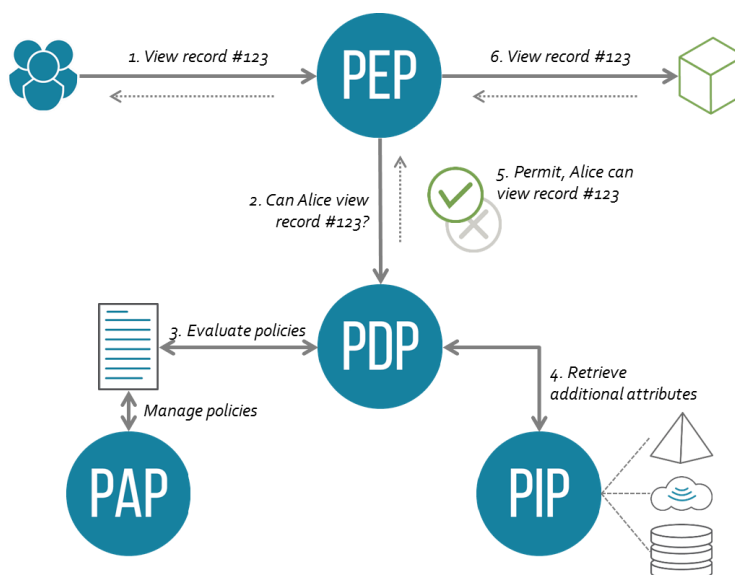 1. View record #123
PEP
6. View record #123
2. Can Alice view
record #123?
5. Permit, Alice can
view record #123
3. Evaluate policies
PDP
4. Retrieve
additional attributes
Manage policies
PAP
PIP